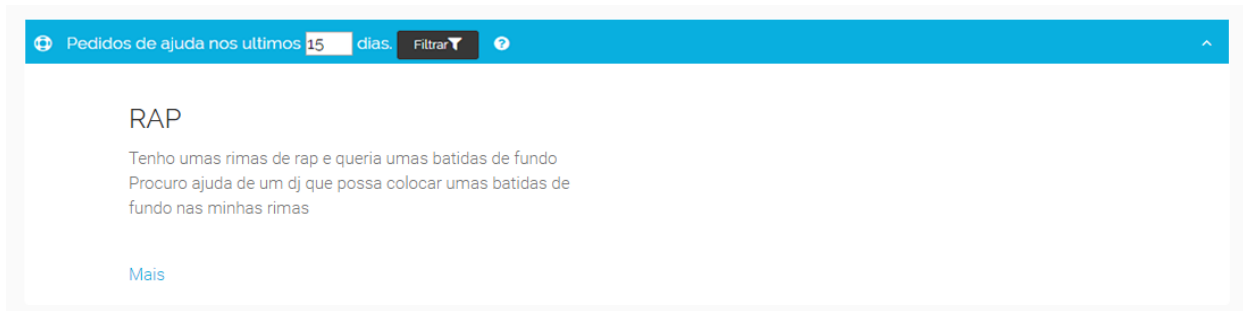 Pedidos de ajuda nos ultimos 15 dias. Filtrar
RAP
Tenho umas rimas de rap e queria umas batidas de fundo
Procuro ajuda de um dj que possa colocar umas batidas de
fundo nas minhas rimas
Mais